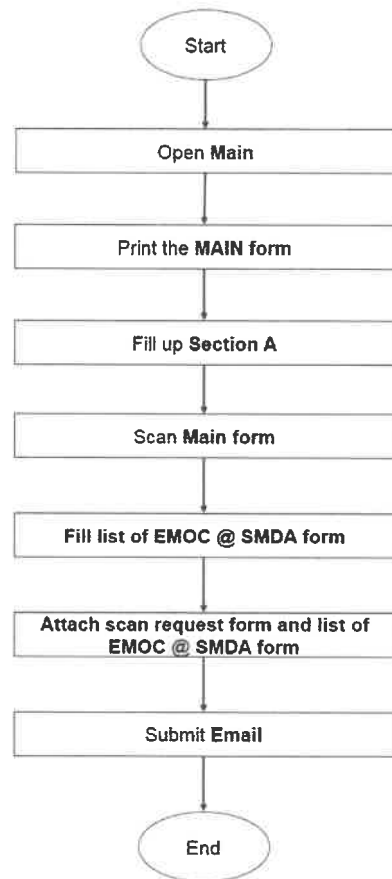 Start
Open Main
Print the MAIN form
Fill up Section A
Scan Main form
Fill list of EMOC @ SMDA form
Attach scan request form and list of
EMOC @ SMDA form
Submit Email
End